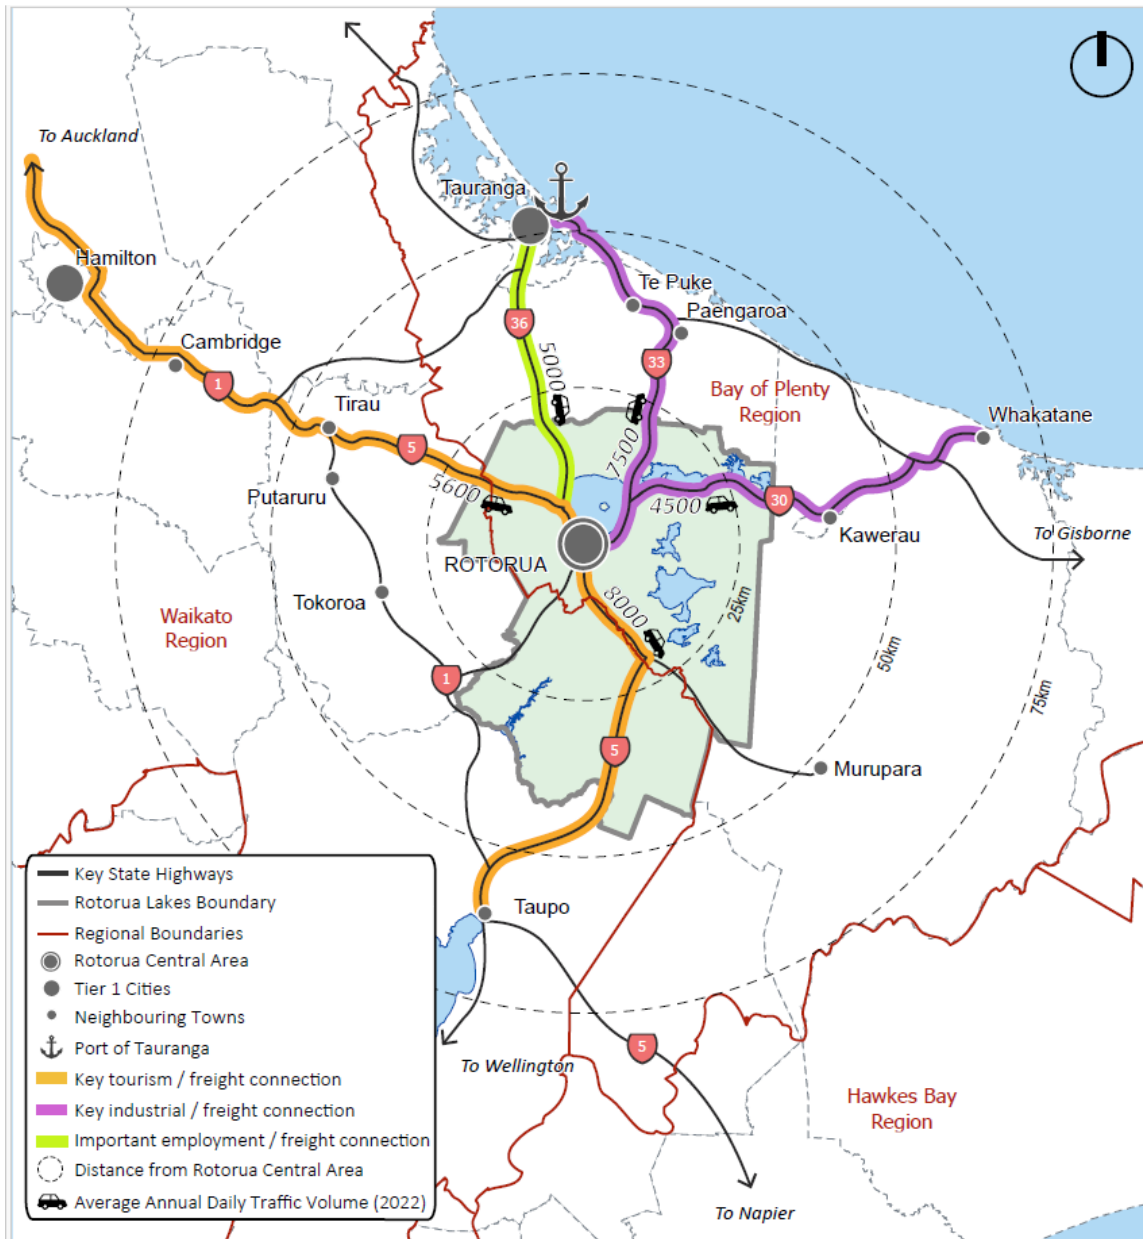 To Auckland
Tauranga
Hamilton
Te Puke
Paengaroa
36
Cambridge
5000
33
1
Bay of Plenty
Region
Tirau
Whakatane
5
7500
5600
Putaruru
4500
30
Kawerau
To Gisborne
ROTORUA
8000
Tokoroa
25km
Waikato
Region
50km
1
75km
5
Murupara
Taupo
5
To Wellington
Hawkes Bay
Region
To Napier
Key State Highways
Rotorua Lakes Boundary
Regional Boundaries
Rotorua Central Area
Tier 1 Cities
Neighbouring Towns
Port of Tauranga
Key tourism / freight connection
Key industrial / freight connection
Important employment / freight connection
Distance from Rotorua Central Area
Average Annual Daily Traffic Volume (2022)